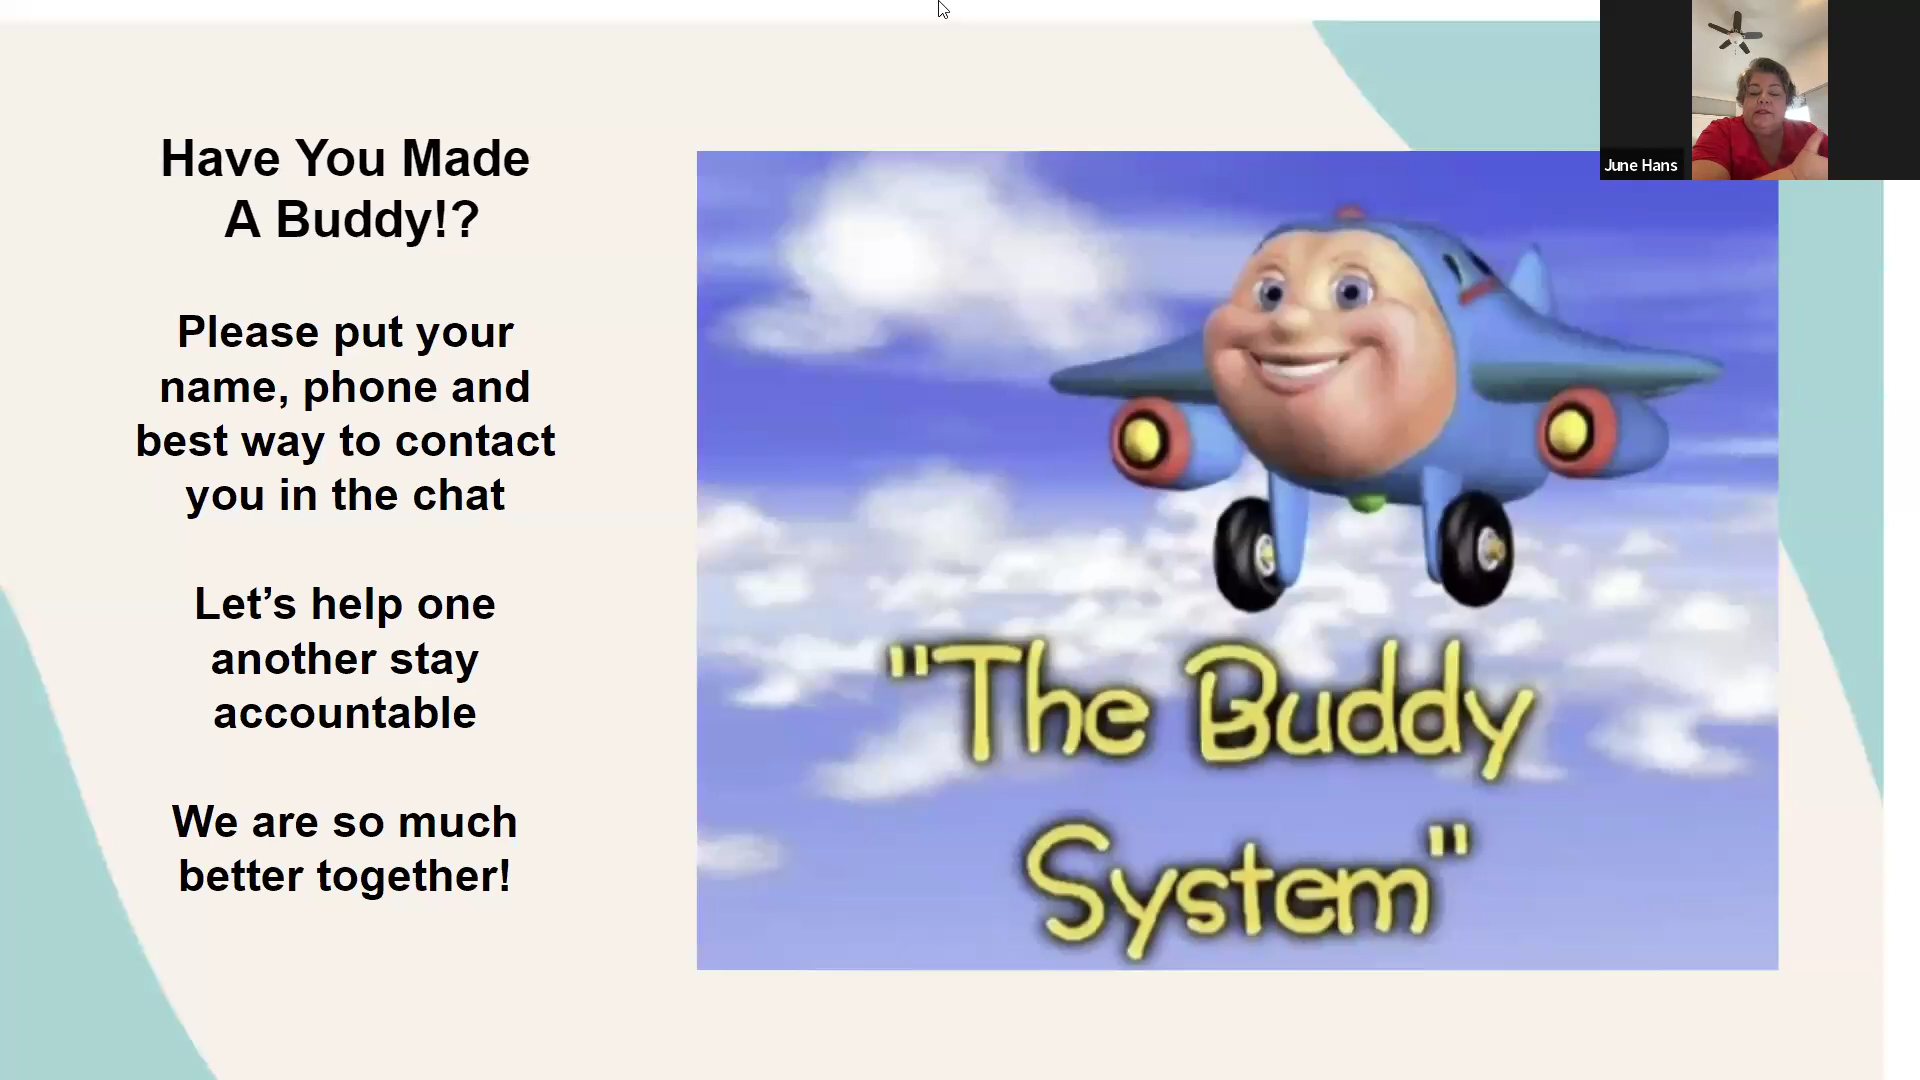 Have You Made
A Buddy!?
Please put your
name, phone and
best way to contact
you in the chat
Let’s help one
another stay
accountable
We are so much
better together!
"The Buddy
System"
June Hans